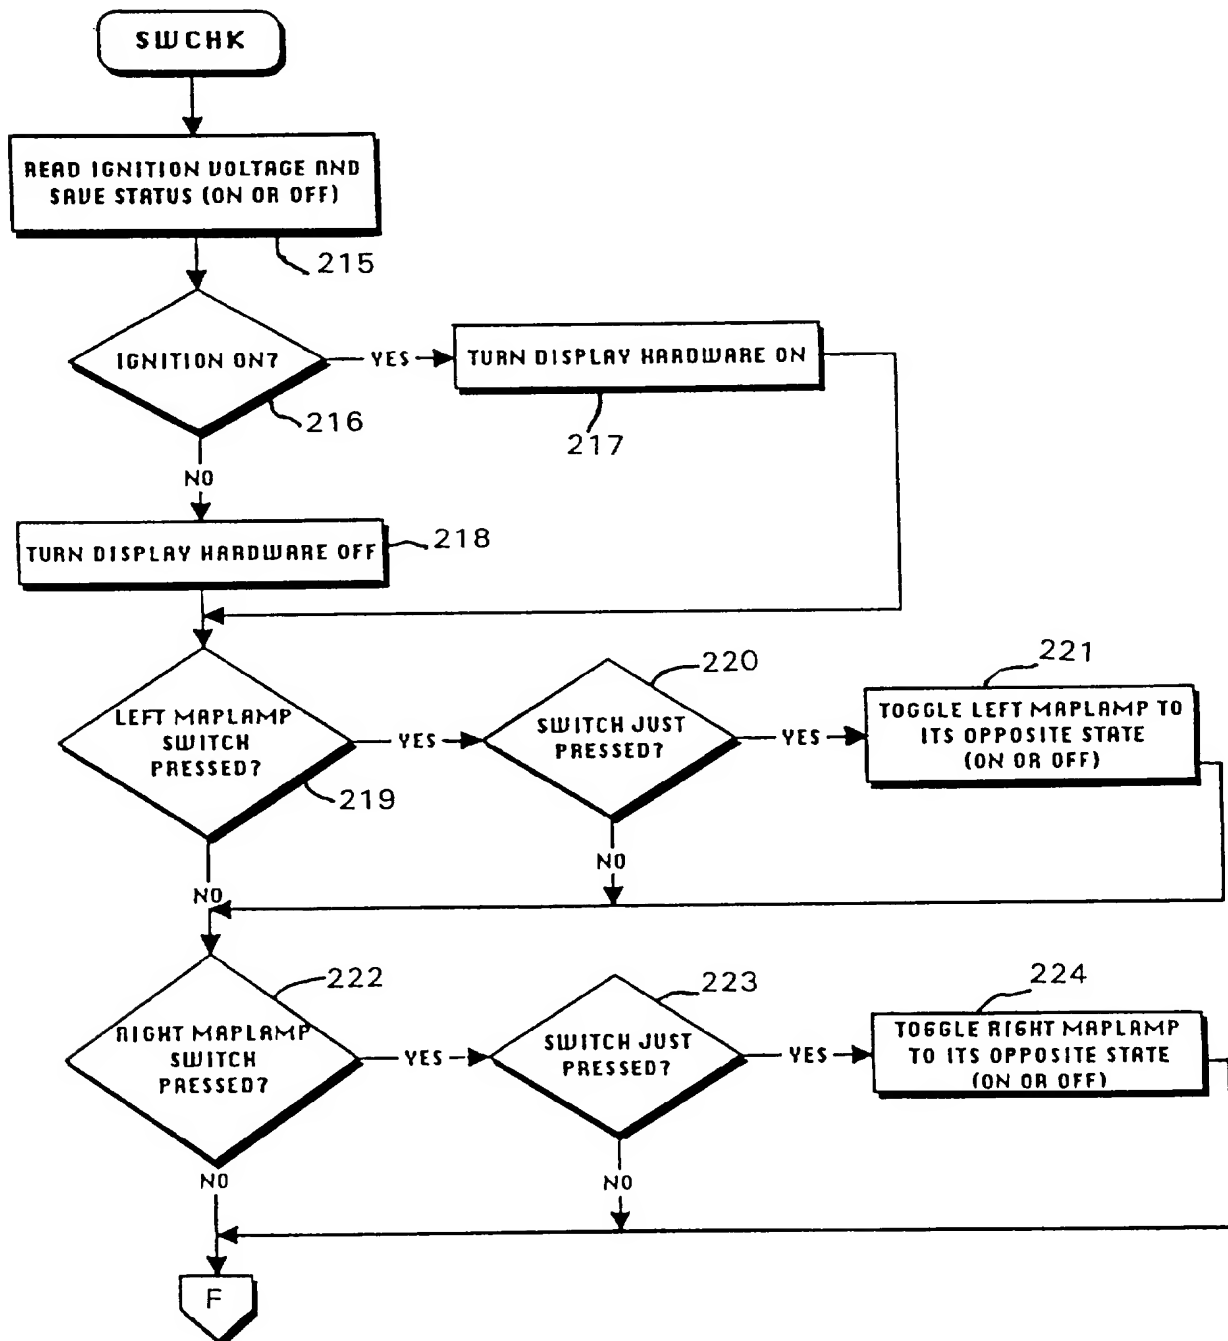 SWCHK
READ IGNITION VOLTAGE AND
SAVE STATUS (ON OR OFF)
215
IGNITION ON?
YES
TURN DISPLAY HARDWARE ON
216
217
NO
TURN DISPLAY HARDWARE OFF
218
LEFT MAPLAMP
SWITCH
PRESSED?
219
YES
220
SWITCH JUST
PRESSED?
YES
221
TOGGLE LEFT MAPLAMP TO
ITS OPPOSITE STATE
(ON OR OFF)
NO
NO
222
RIGHT MAPLAMP
SWITCH
PRESSED?
YES
223
SWITCH JUST
PRESSED?
YES
224
TOGGLE RIGHT MAPLAMP
TO ITS OPPOSITE STATE
(ON OR OFF)
NO
NO
F